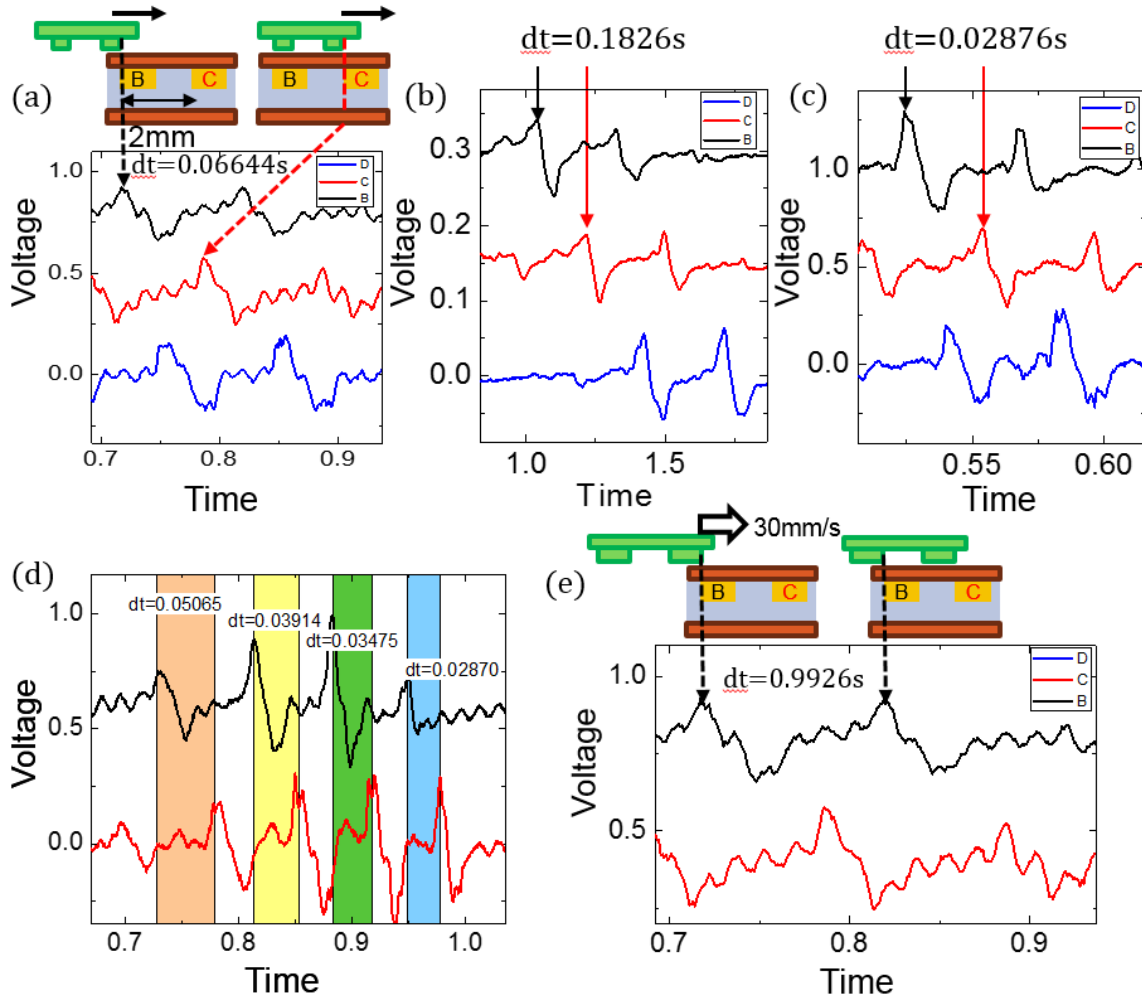 dt=0.1826s
dt=0.02876s
B
C
B
C
(a)
(b)
(c)
2mm
dt=0.06644s
D
C
B
1.0
0.5
0.0
Voltage
0.7
0.8
0.9
Time
D
C
B
0.3
0.2
0.1
0.0
Voltage
1.0
1.5
Time
D
C
B
1.0
0.5
0.0
Voltage
0.55
0.60
Time
30mm/s
(d)
(e)
B
C
B
C
dt=0.05065
dt=0.03914
dt=0.03475
dt=0.02870
1.0
0.5
0.0
Voltage
0.7
0.8
0.9
1.0
Time
dt=0.9926s
D
C
B
1.0
0.5
Voltage
0.7
0.8
0.9
Time